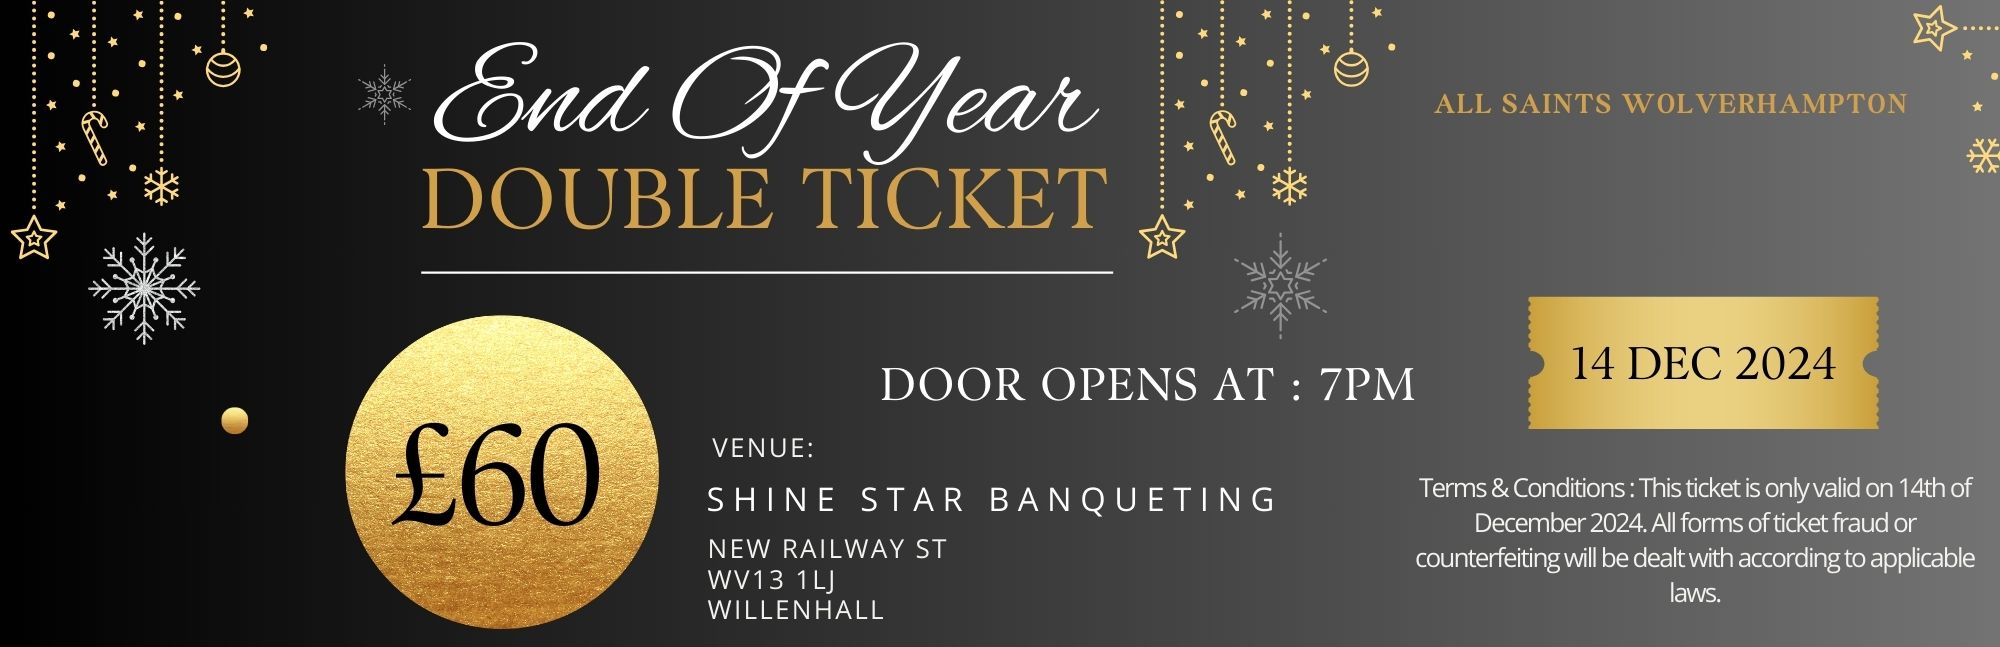 End Of Year
DOUBLE TICKET
ALL SAINTS WOLVERHAMPTON
£60
DOOR OPENS AT : 7PM
VENUE:
SHINE STAR BANQUETING
NEW RAILWAY ST
WV13 1LJ
WILLENHALL
14 DEC 2024
Terms & Conditions : This ticket is only valid on 14th of
December 2024. All forms of ticket fraud or
counterfeiting will be dealt with according to applicable
laws.